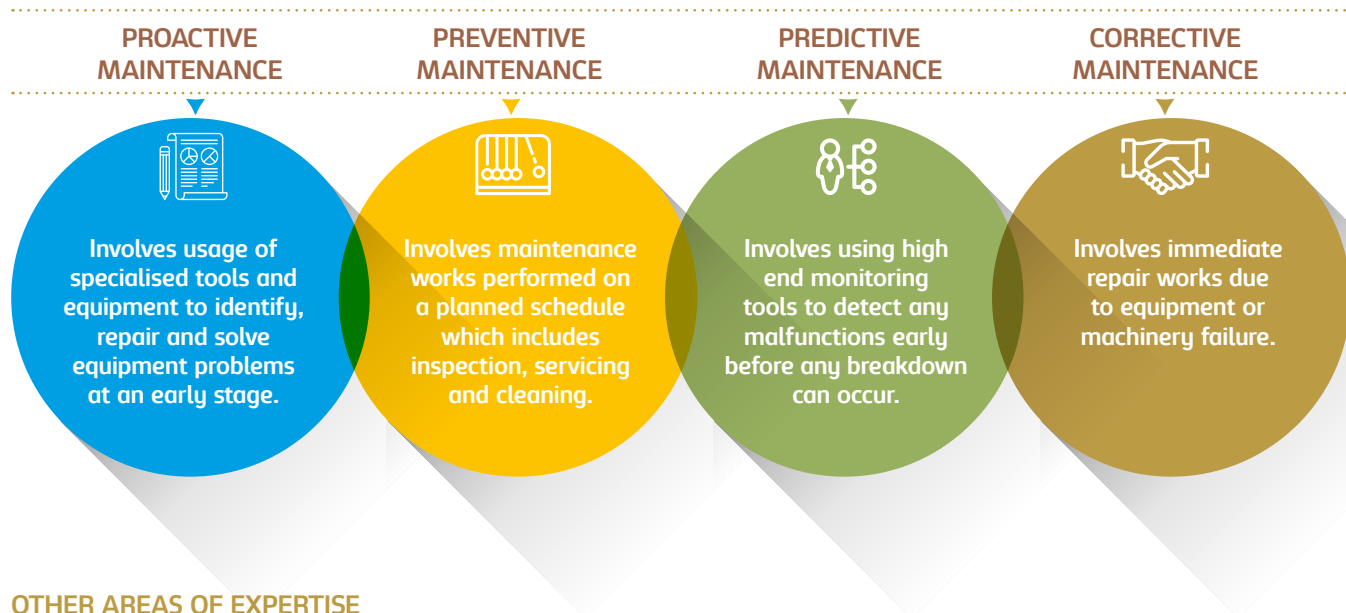 PROACTIVE
MAINTENANCE
PREVENTIVE
MAINTENANCE
PREDICTIVE
MAINTENANCE
CORRECTIVE
MAINTENANCE
Involves usage of
specialised tools and
equipment to identify,
repair and solve
equipment problems
at an early stage.
Involves maintenance
works performed on
a planned schedule
which includes
inspection, servicing
and cleaning.
Involves using high
end monitoring
tools to detect any
malfunctions early
before any breakdown
can occur.
Involves immediate
repair works due
to equipment or
machinery failure.
OTHER AREAS OF EXPERTISE